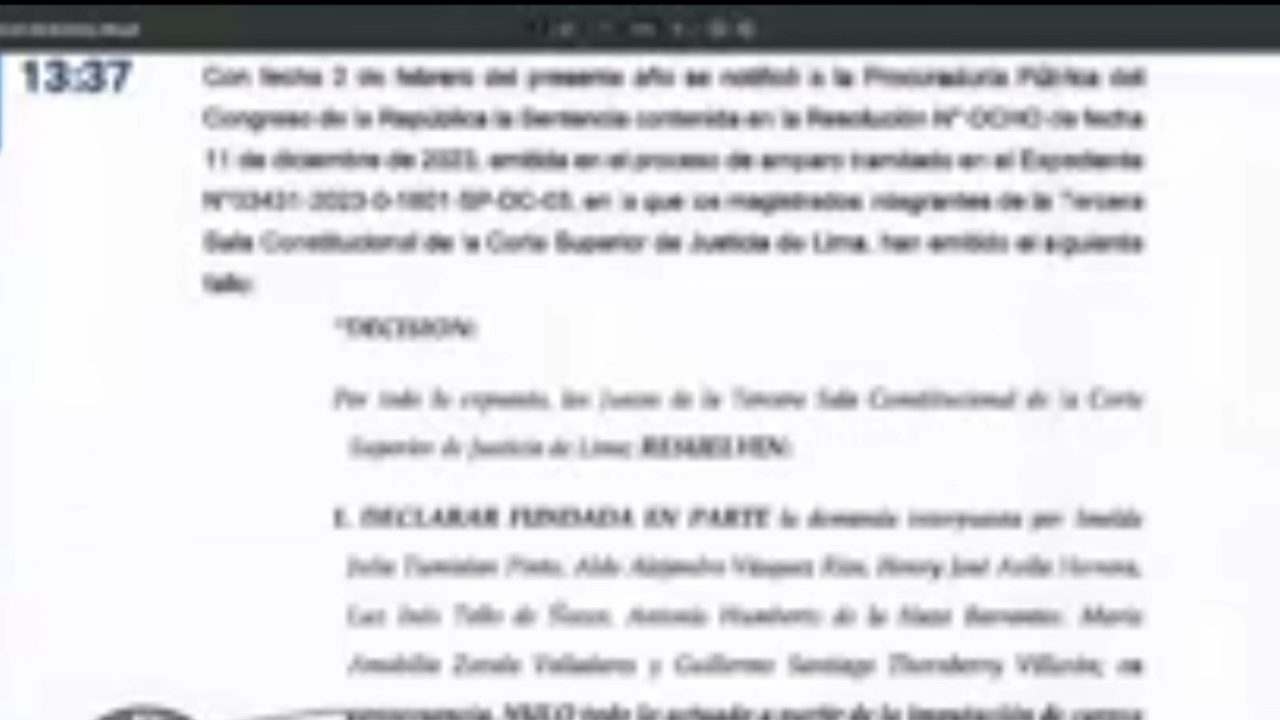 13:37
Con fecha 2 de febrero del presente año se notificó a la Procuraduría Pública del
Congreso de la República la Sentencia contenida en la Resolución N° OCHO de fecha
11 de diciembre de 2023, emitida en el proceso de amparo tramitado en el Expediente
N°03431-2023-0-1801-SP-DC-03, en la que los magistrados integrantes de la Tercera
Sala Constitucional de la Corte Superior de Justicia de Lima, han emitido el siguiente
fallo:
"DECISION:
Por todo lo expuesto, los Jueces de la Tercera Sala Constitucional de la Corte
Superior de Justicia de Lima; RESUELVEN:
I. DECLARAR FUNDADA EN PARTE la demanda interpuesta por Imelda
Julia Tumialan Pinto, Aldo Alejandro Vásquez Ríos, Henry José Avila Herrera,
Luz Inés Tello de Ñecco, Antonio Humberto de la Haza Barrantes, María
Amabilia Zavala Valladares y Guillermo Santiago Thornberry Villarán; en
consecuencia, NULO todo lo actuado a partir de la imputación de cargos